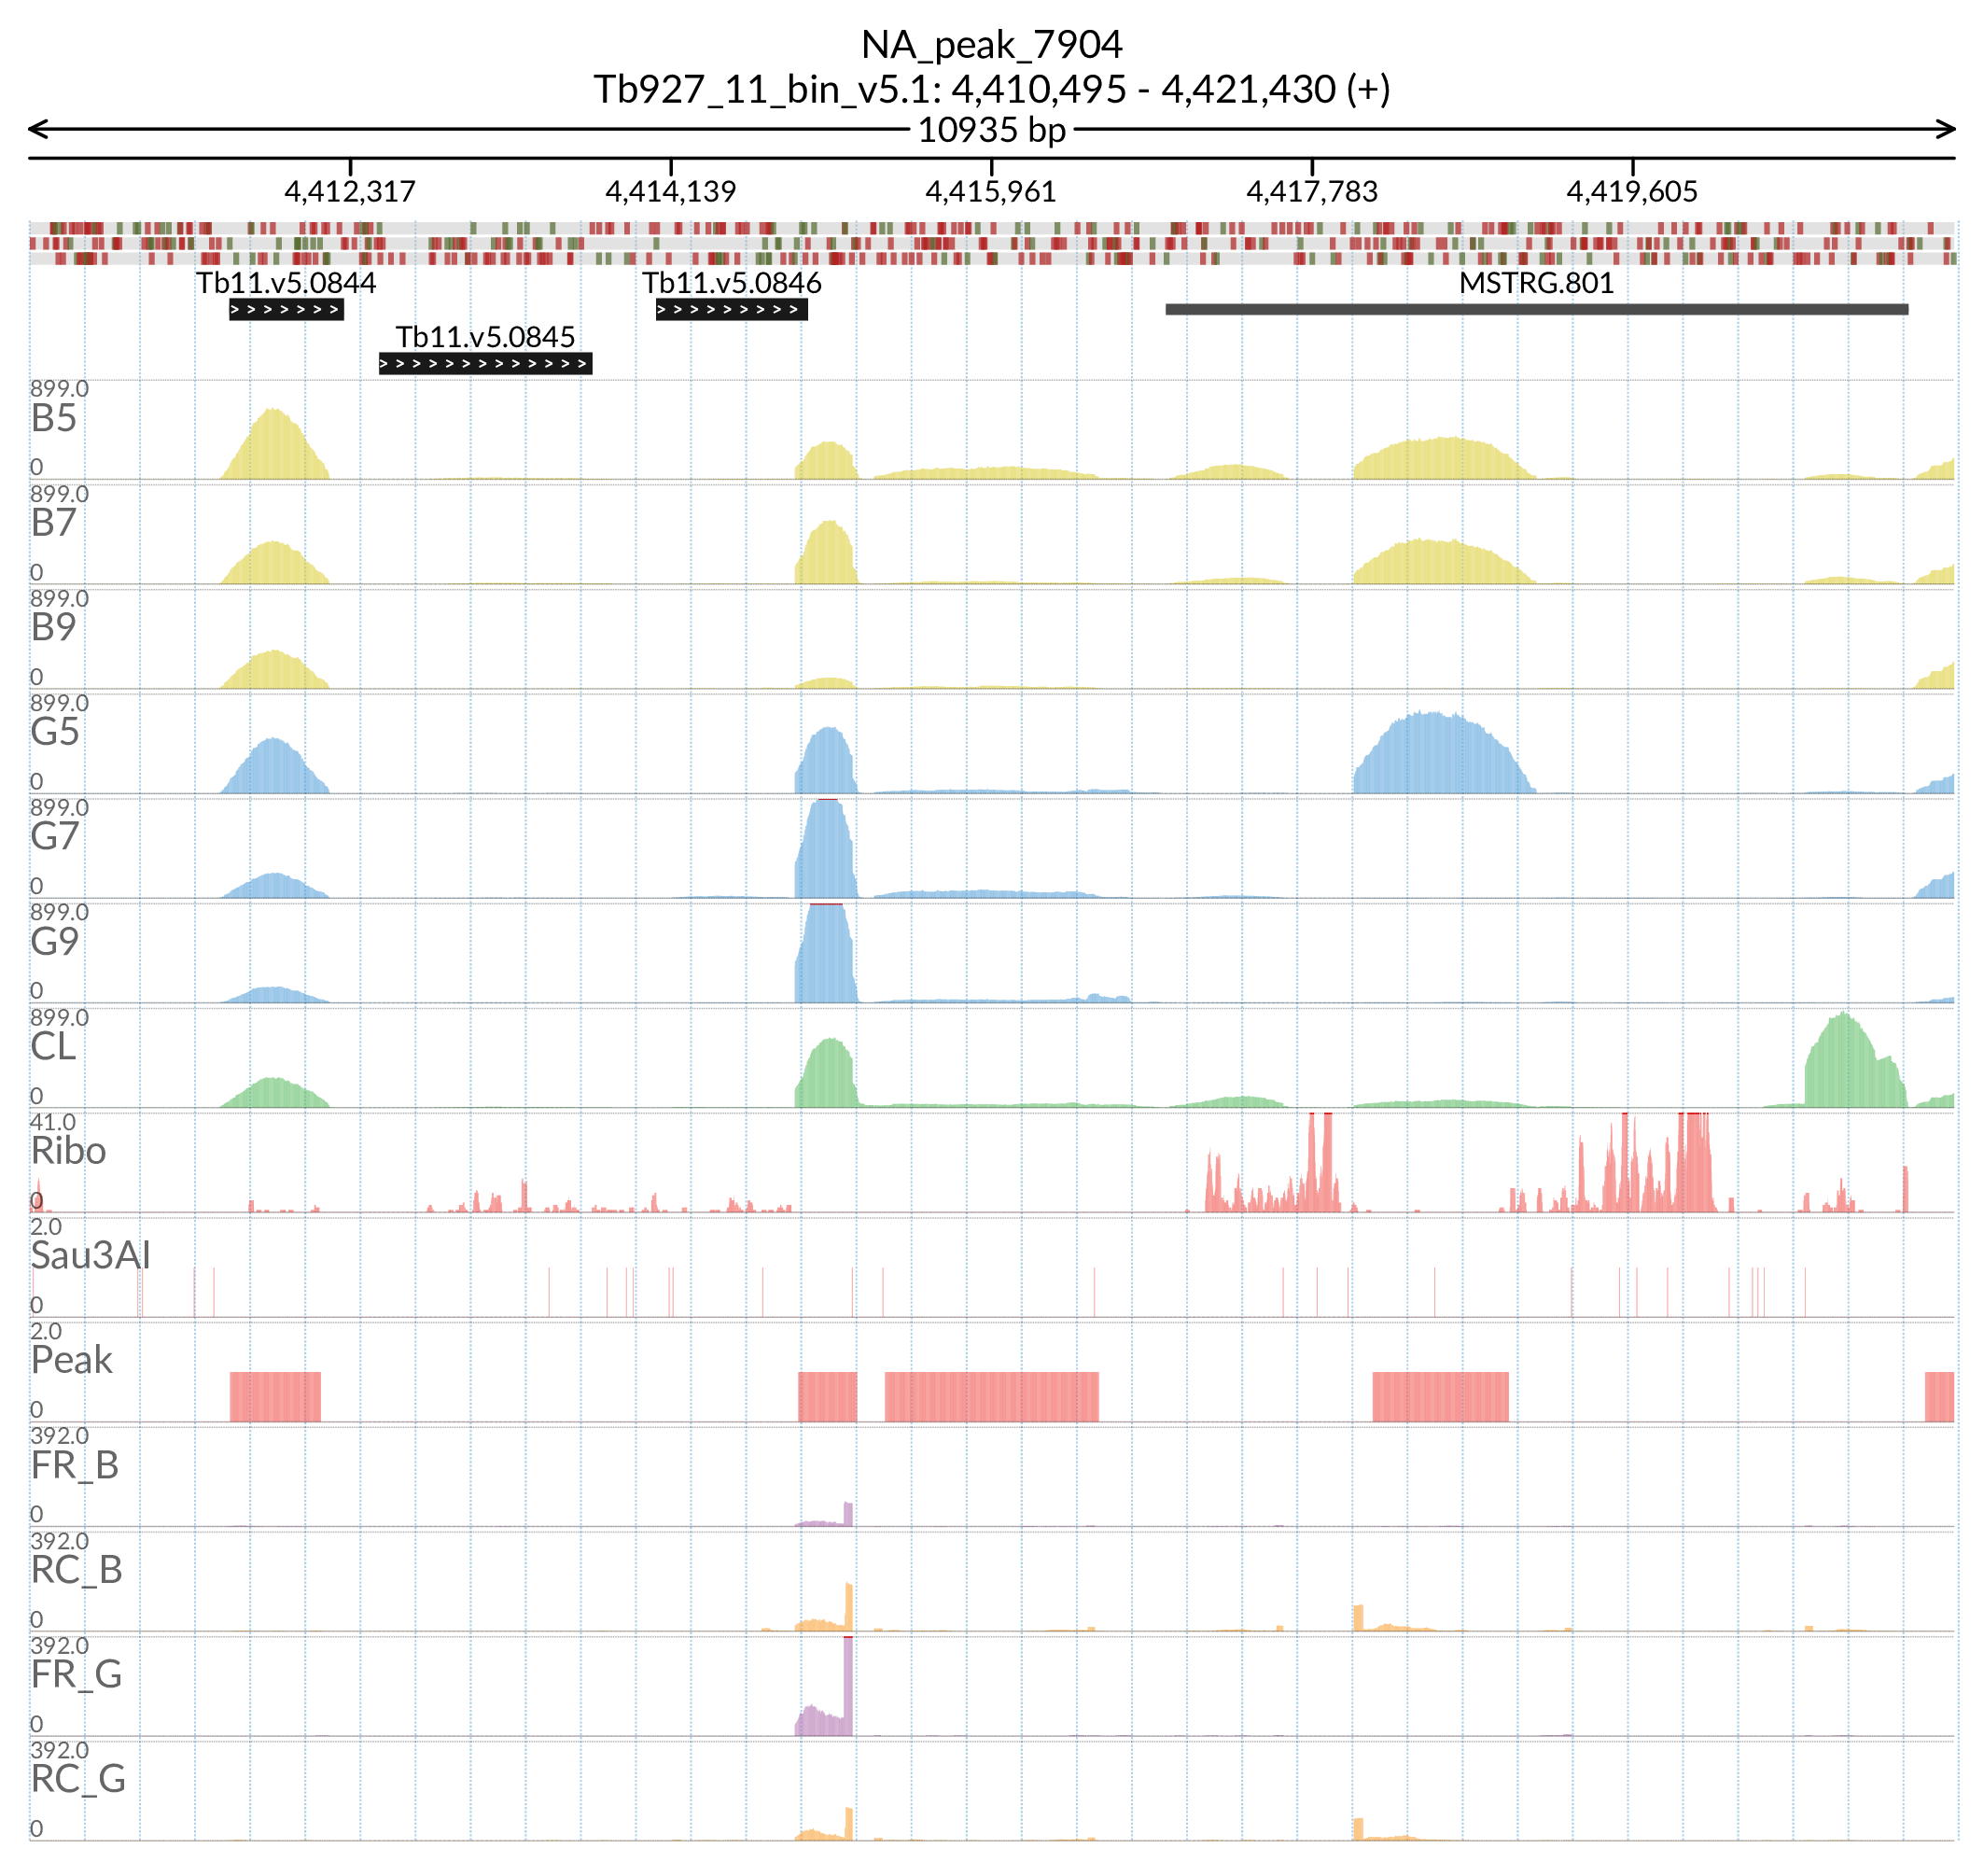 NA_peak_7904
Tb927_11_bin_v5.1: 4,410,495 - 4,421,430 (+)
10935 bp
4,412,317 4,414,139 4,415,961 4,417,783 4,419,605
Tb11.v5.0844 Tb11.v5.0846 MSTRG.801
Tb11.v5.0845
899.0
B5
0
899.0
B7
0
899.0
B9
0
899.0
G5
0
899.0
G7
0
899.0
G9
0
899.0
CL
0
41.0
Ribo
0
2.0
Sau3AI
0
2.0
Peak
0
392.0
FR_B
0
392.0
RC_B
0
392.0
FR_G
0
392.0
RC_G
0